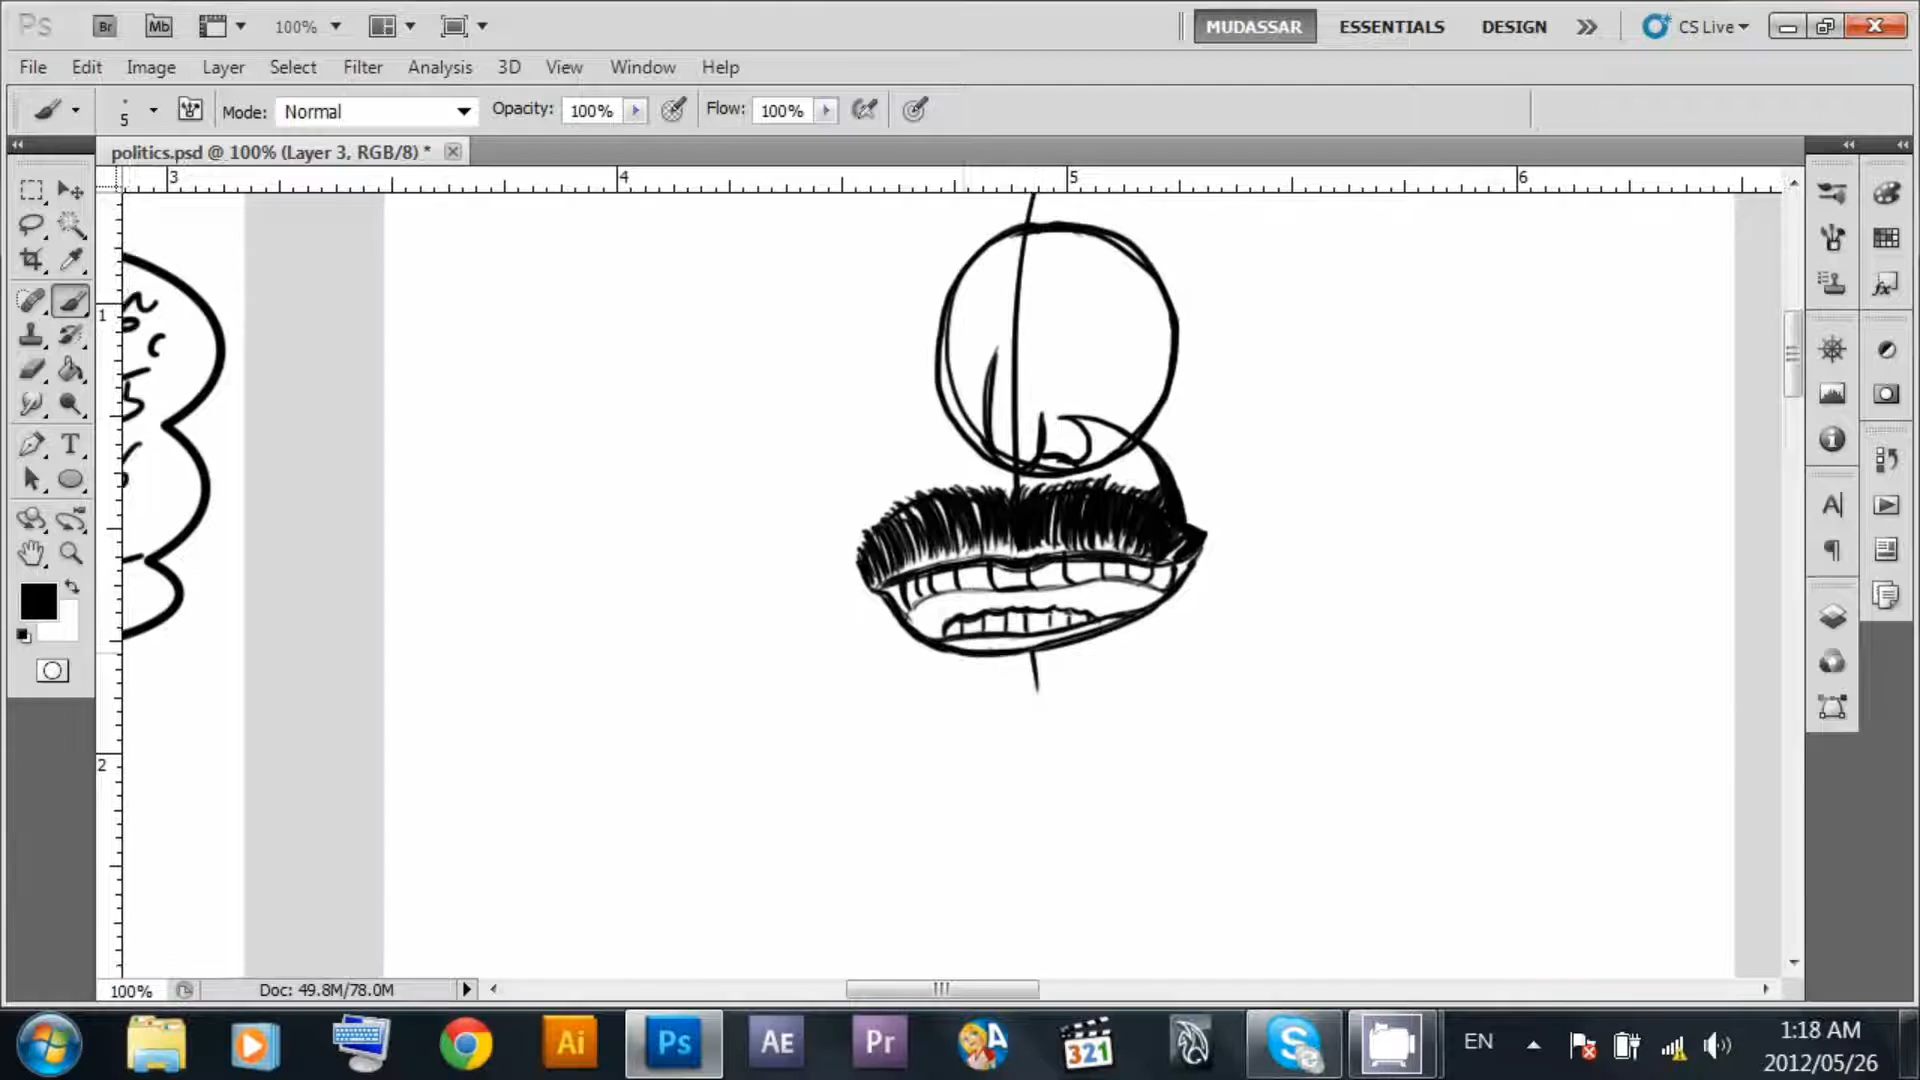 Ps Br Mb 100% MUDASSAR ESSENTIALS DESIGN CS Live
File Edit Image Layer Select Filter Analysis 3D View Window Help
5 Mode: Normal Opacity: 100% Flow: 100%
politics.psd @ 100% (Layer 3, RGB/8) *
3 4 5 6
1
2
100% Doc: 49.8M/78.0M
Ai Ps AE Pr 321 EN 1:18 AM
2012/05/26